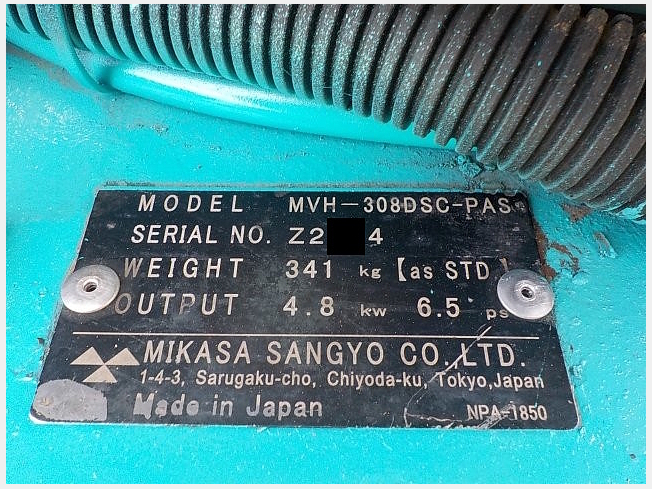 MODEL MVH-308DSC-PAS
SERIAL NO. Z2 4
WEIGHT 341 kg【as STD】
OUTPUT 4.8 kw 6.5 ps
MIKASA SANGYO CO.,LTD.
1-4-3, Sarugaku-cho, Chiyoda-ku, Tokyo,Japan
Made in Japan NPA-1850